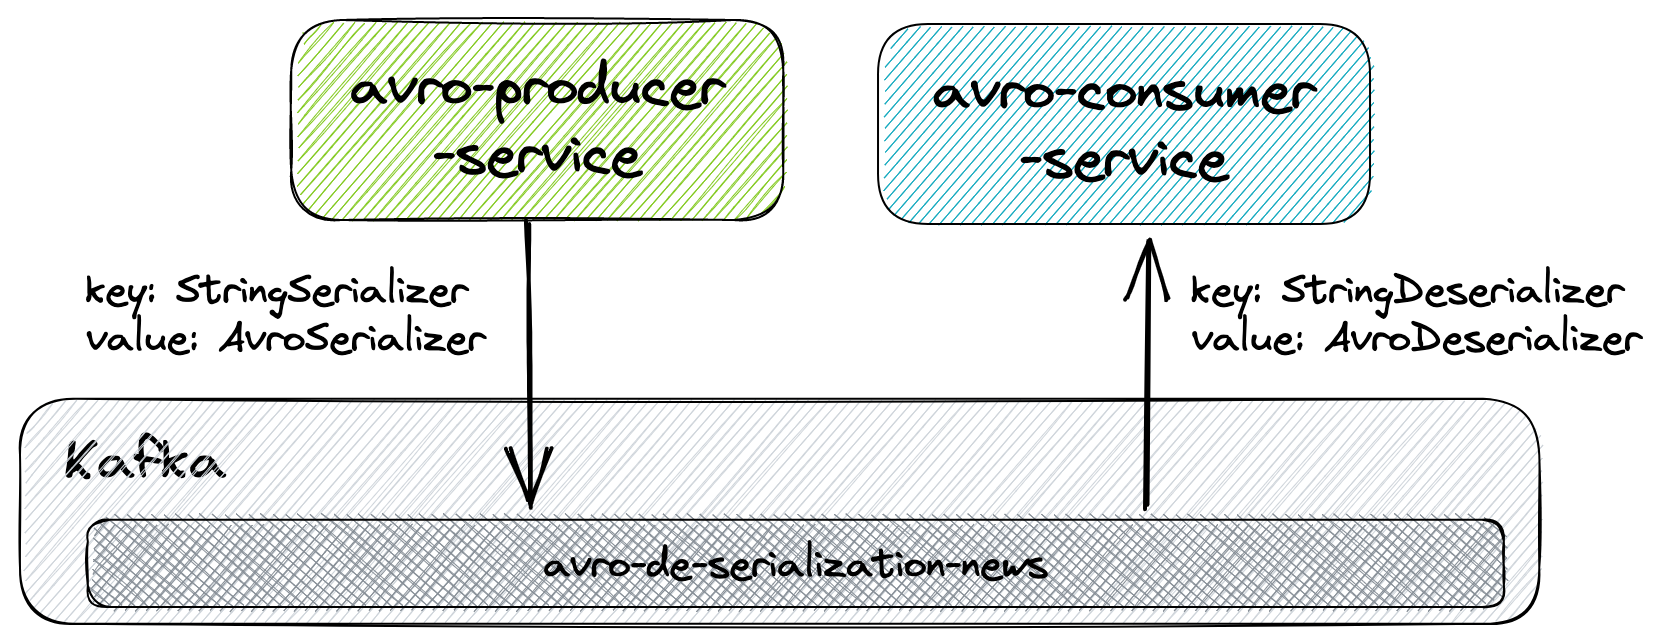 avro-producer
-service
avro-consumer
-service
key: StringSerializer
value: AvroSerializer
key: StringDeserializer
value: AvroDeserializer
Kafka
avro-de-serialization-news